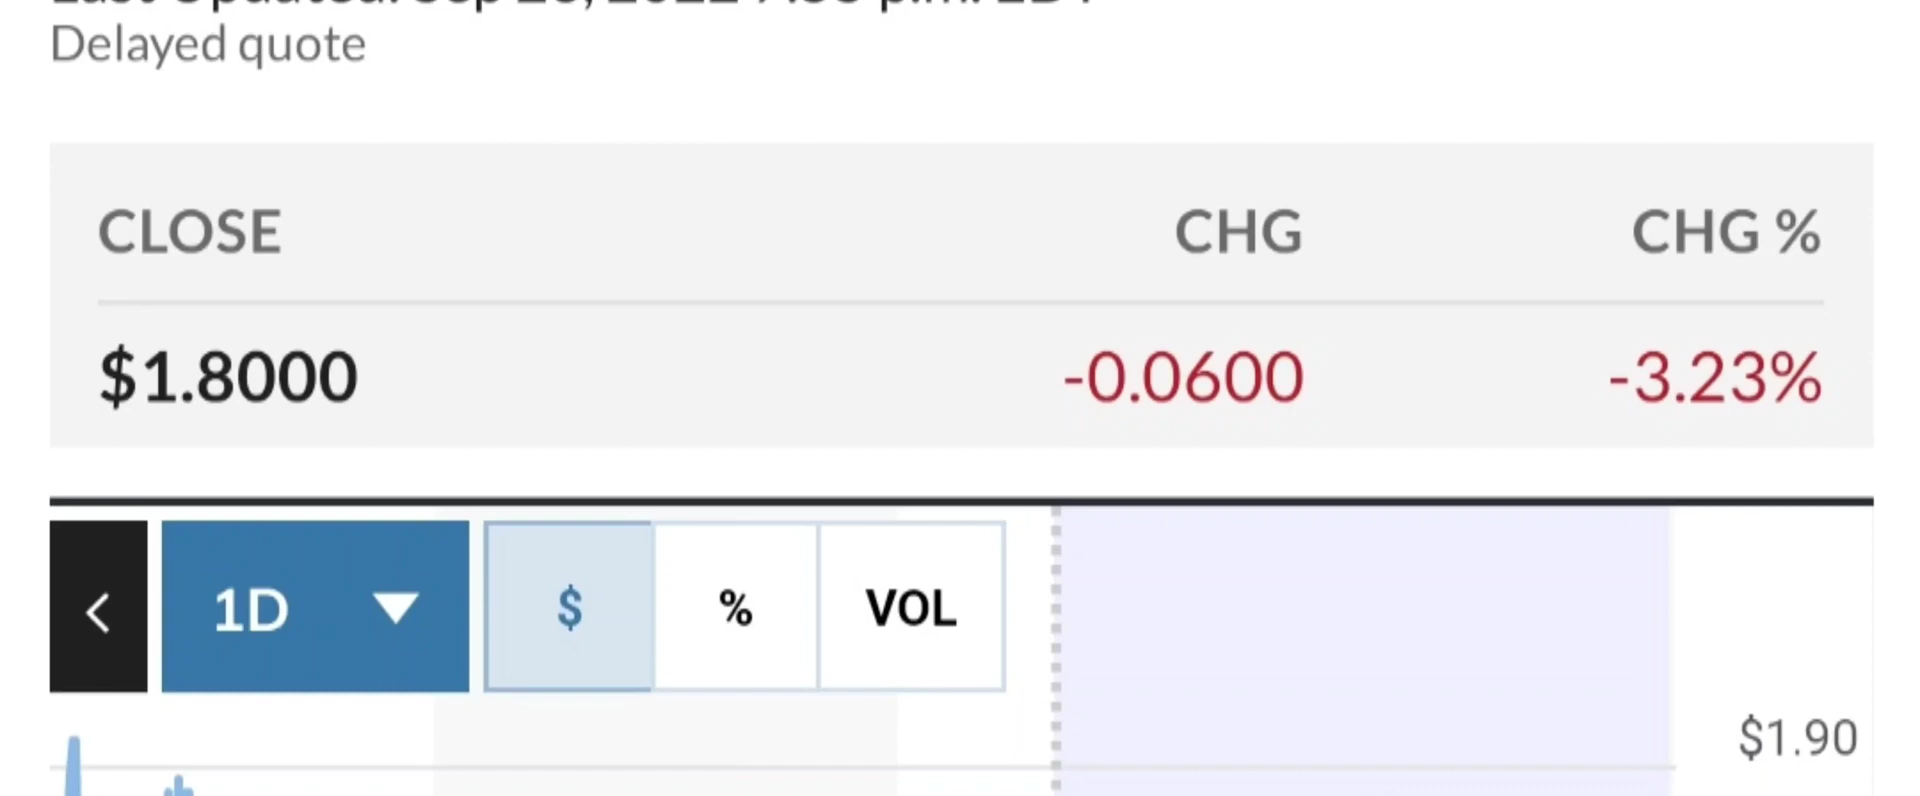 Delayed quote
CLOSE CHG CHG %
$1.8000 -0.0600 -3.23%
1D $ % VOL
$1.90